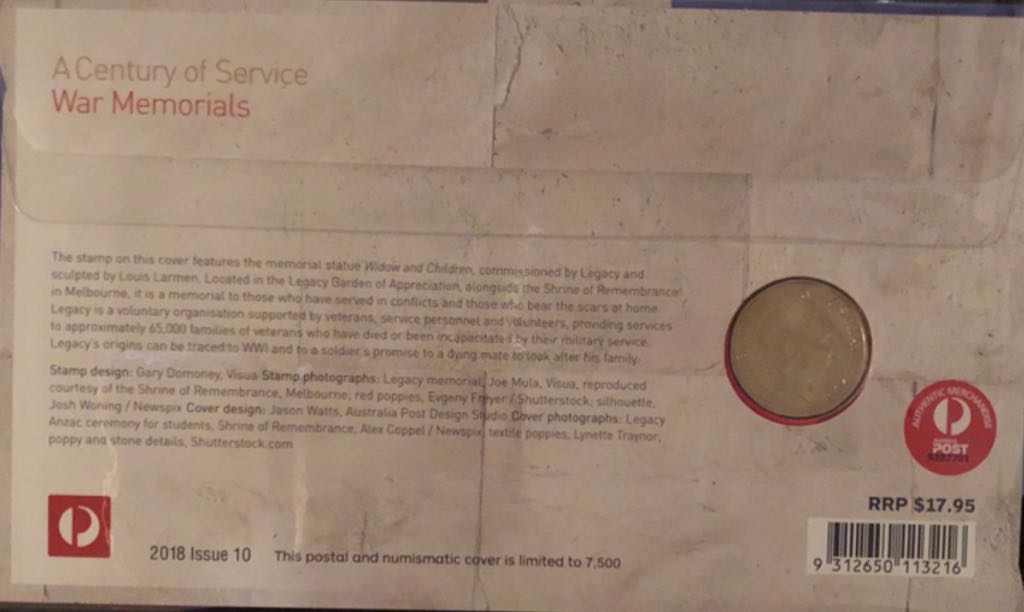 A Century of Service
War Memorials
The stamp on this cover features the memorial statue Widow and Children, commissioned by Legacy and
sculpted by Louis Larmen. Located in the Legacy Garden of Appreciation, alongside the Shrine of Remembrance
in Melbourne, it is a memorial to those who have served in conflicts and those who bear the scars at home.
Legacy is a voluntary organisation supported by veterans, service personnel and volunteers, providing services
to approximately 65,000 families of veterans who have died or been incapacitated by their military service.
Legacy's origins can be traced to WWI and to a soldier's promise to a dying mate to look after his family.
Stamp design: Gary Domoney, Visua Stamp photographs: Legacy memorial, Joe Mula, Visua, reproduced
courtesy of the Shrine of Remembrance, Melbourne; red poppies, Evgeny / Shutterstock; silhouette,
Josh Woning / Newspix Cover design: Jason Watts, Australia Post Design Studio Cover photographs: Legacy
Anzac ceremony for students, Shrine of Remembrance, Alex Coppel / Newspix; textile poppies, Lynette Traynor;
poppy and stone details, Shutterstock.com
AUTHENTIC MERCHANDISE
POST
RRP $17.95
2018 Issue 10
This postal and numismatic cover is limited to 7,500
9 312650 113216